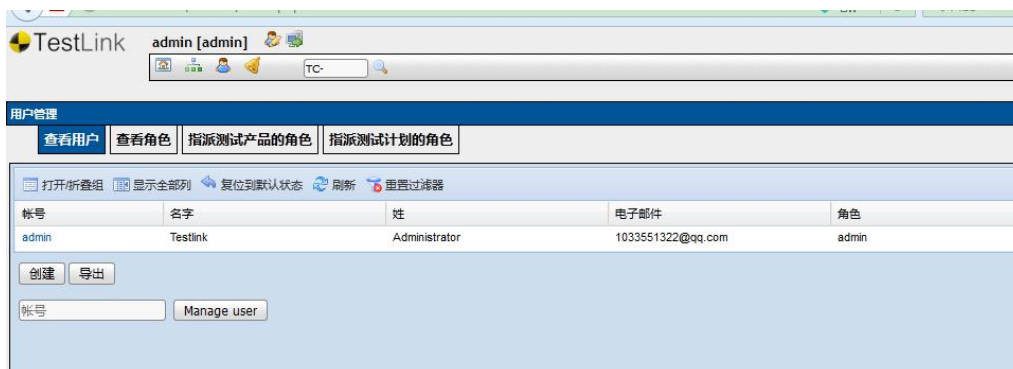 TestLink admin [admin]
TC-
用户管理
查看用户 查看角色 指派测试产品的角色 指派测试计划的角色
打开/折叠组 显示全部列 复位到默认状态 刷新 重置过滤器
帐号 名字 姓 电子邮件 角色
admin Testlink Administrator 1033551322@qq.com admin
创建 导出
帐号 Manage user